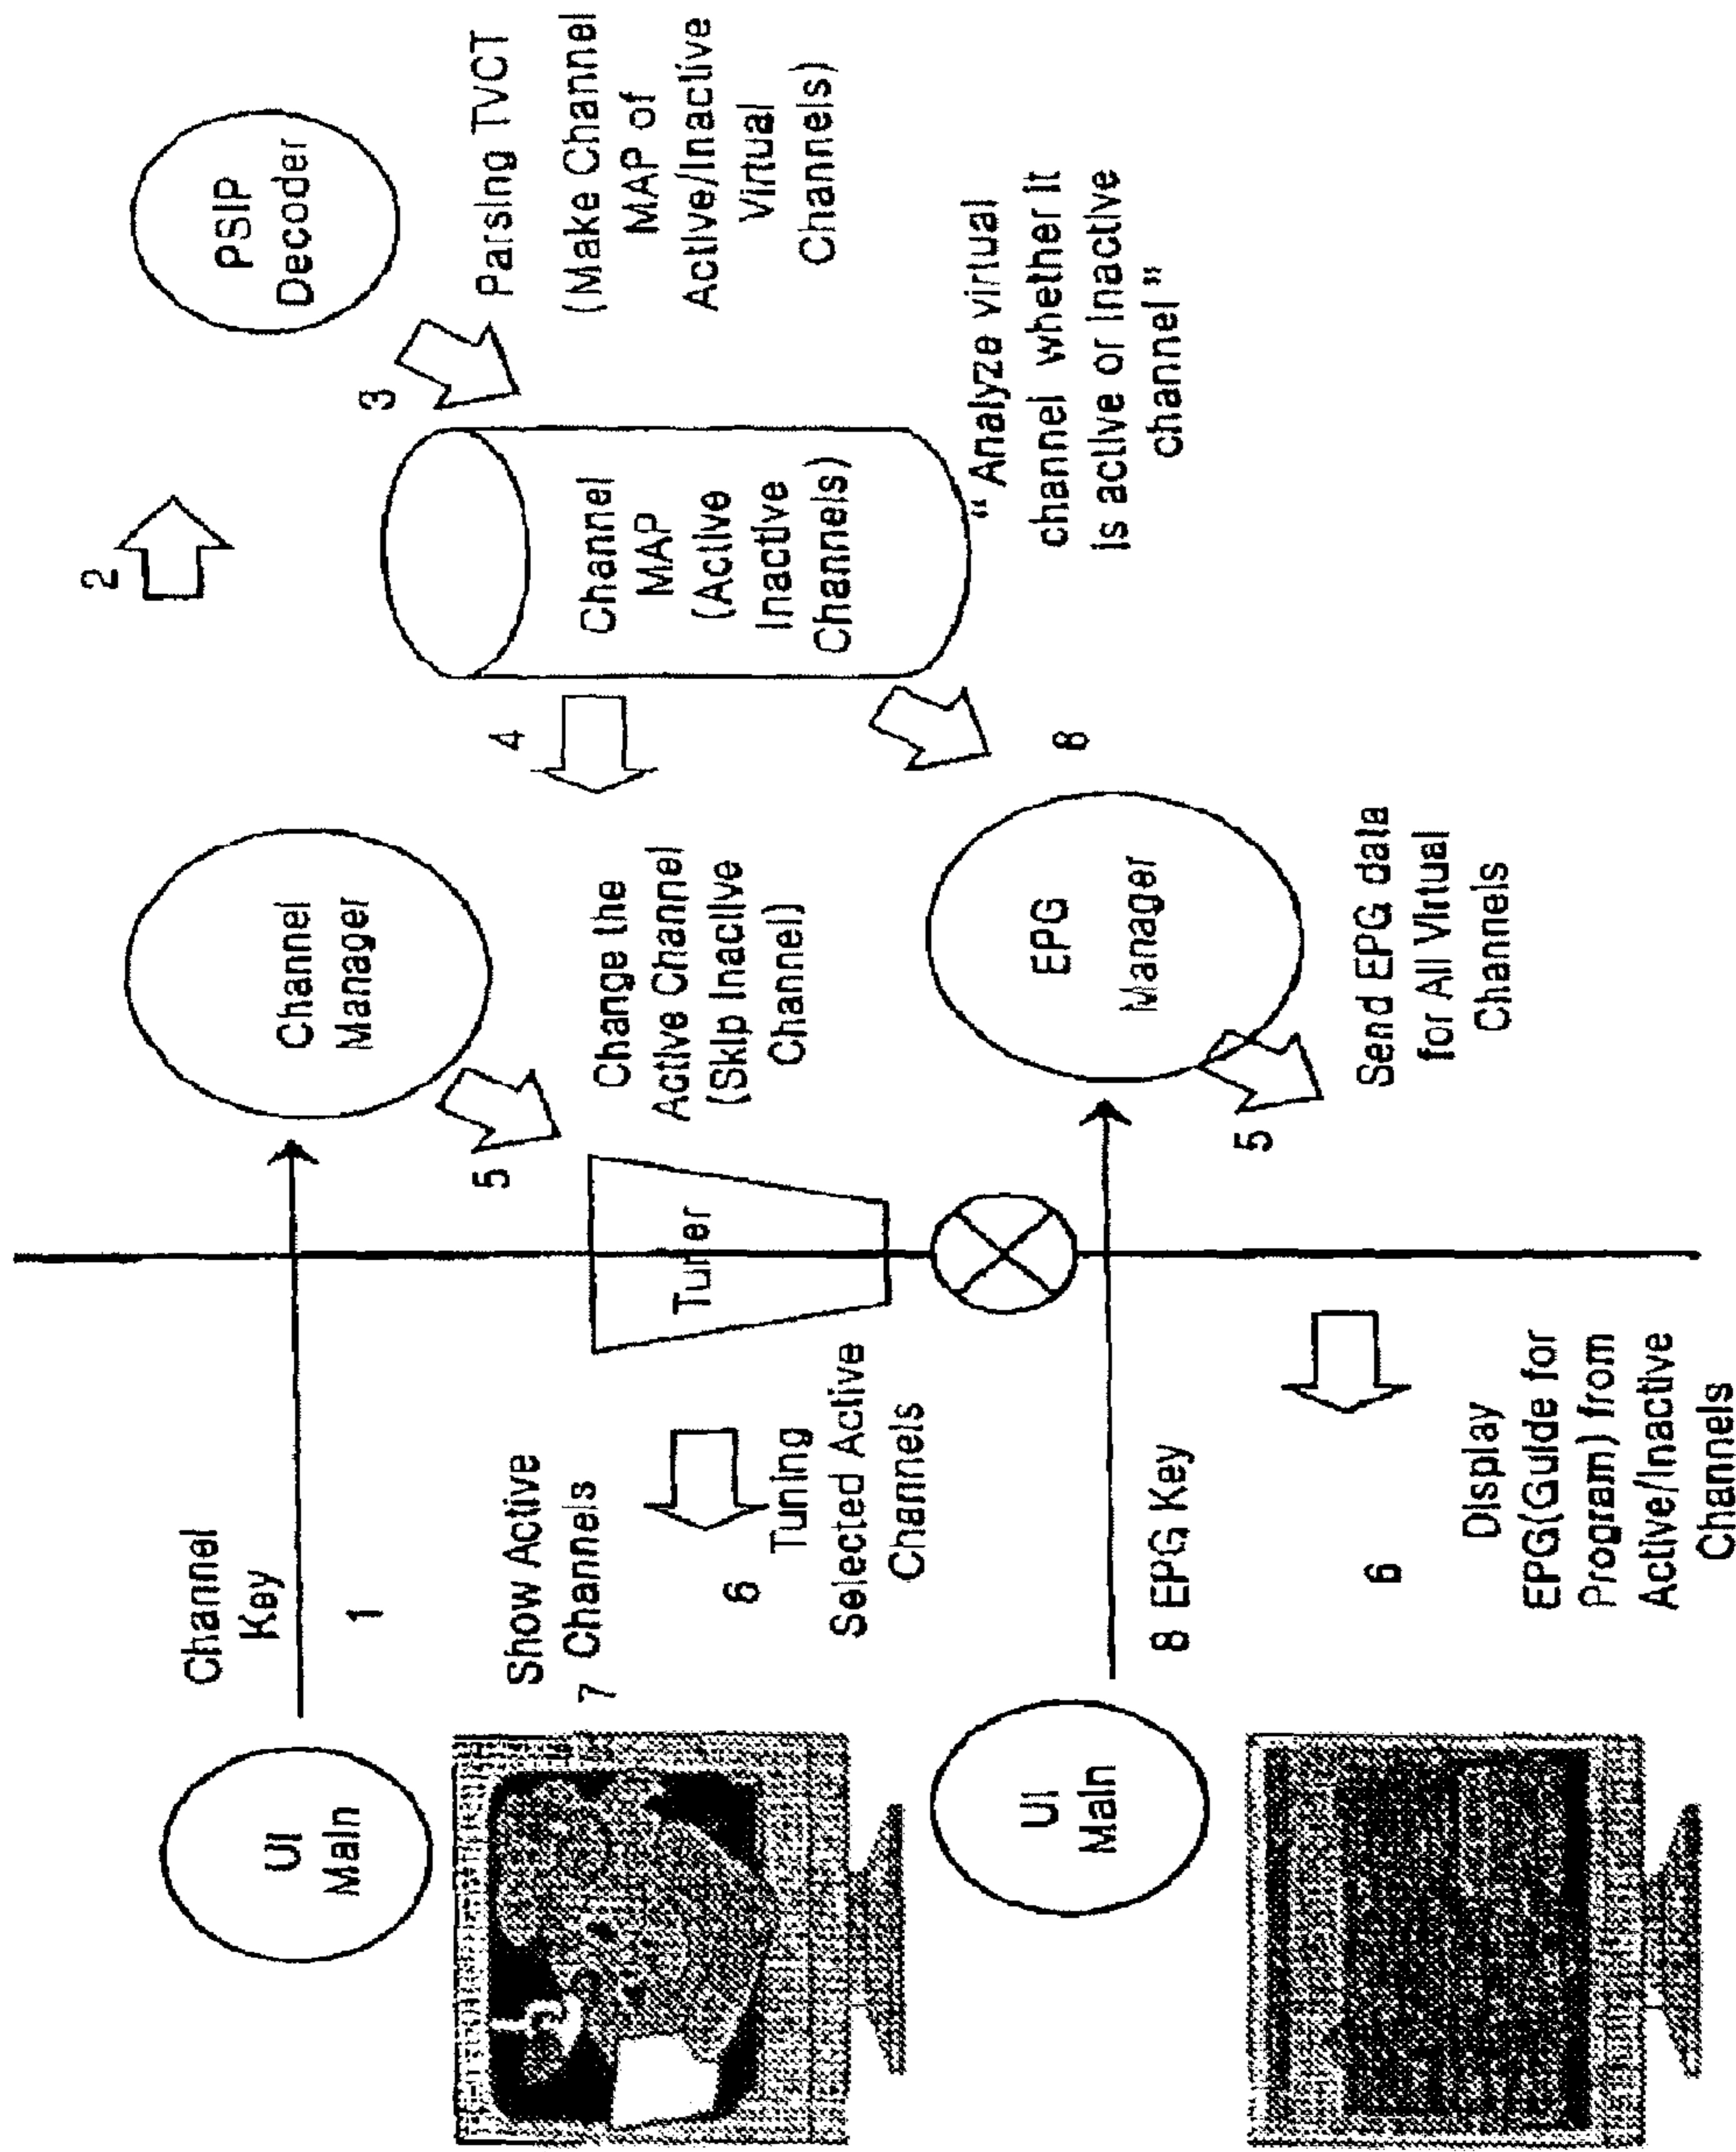 UI
Main
Channel
Key
1
Channel
Manager
2
PSIP
Decoder
3
Parsing TVCT
(Make Channel
MAP of
Active/Inactive
Virtual
Channels)
Channel
MAP
(Active
Inactive
Channels)
4
Change the
Active Channel
(Skip Inactive
Channel)
5
Tuner
Show Active
7 Channels
6
Tuning
Selected Active
Channels
"Analyze virtual
channel whether it
is active or inactive
channel"
8
UI
Main
8 EPG Key
EPG
Manager
5
Send EPG data
for All Virtual
Channels
6
Display
EPG(Guide for
Program) from
Active/Inactive
Channels